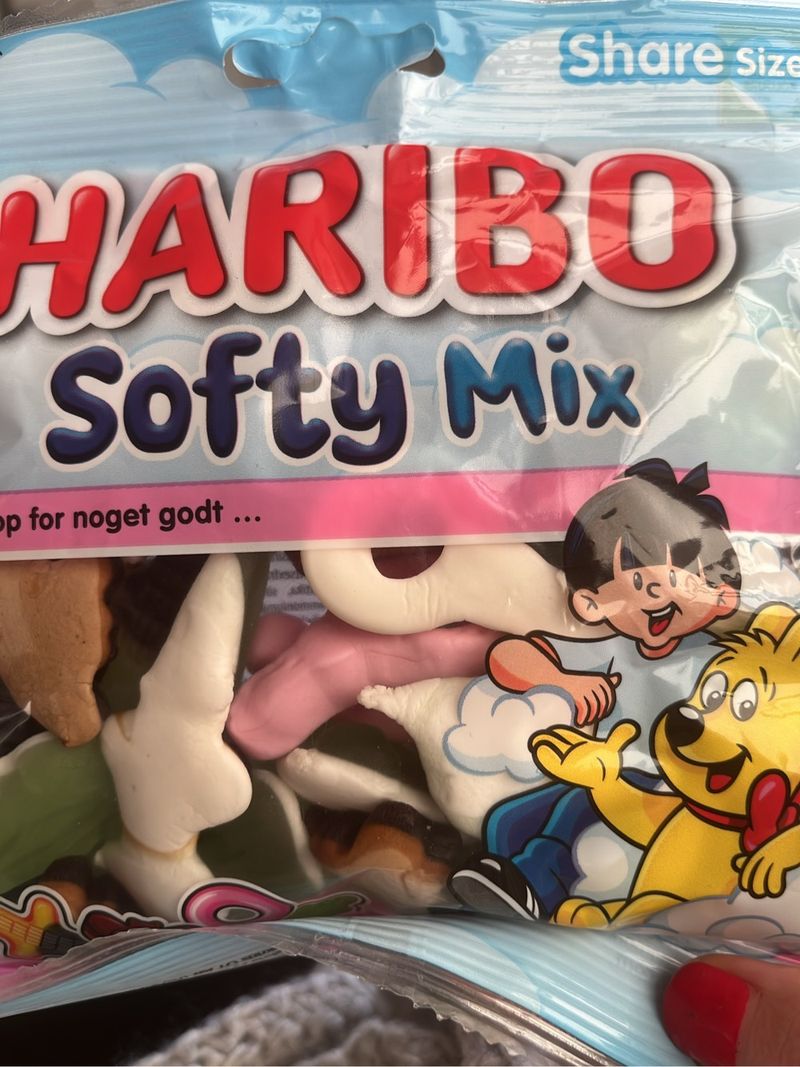 Share Size
HARIBO
Softy Mix
op for noget godt ...